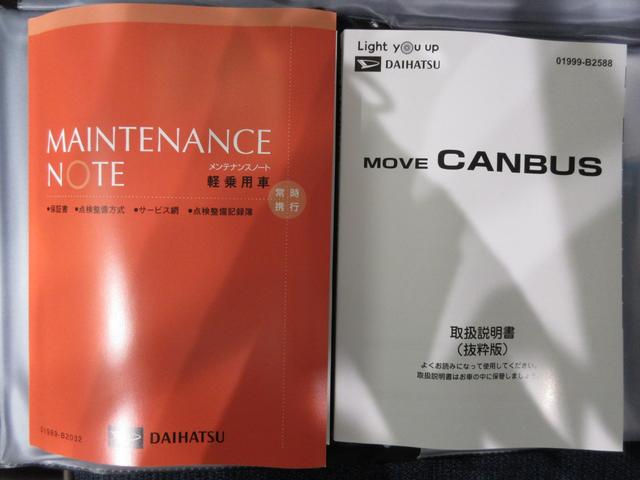 MAINTENANCE
NOTE
メンテナンスノート
軽乗用車
常時
携行
•保証書 •点検整備方式 •サービス網 •点検整備記録簿
01999-B2032
DAIHATSU
Light you up
DAIHATSU
01999-B2588
MOVE CANBUS
取扱説明書
(抜粋版)
よくお読みになって使用してください。
取扱説明書はお車の中に保管しましょう。